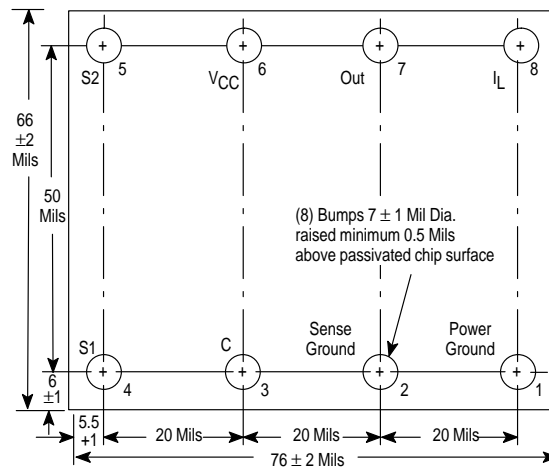 5
6
7
8
S2
VCC
Out
IL
66
±2
Mils
50
Mils
(8) Bumps 7 ± 1 Mil Dia.
raised minimum 0.5 Mils
above passivated chip surface
S1
C
Sense
Ground
Power
Ground
6
±1
4
3
2
1
5.5
+1
20 Mils
20 Mils
20 Mils
76 ± 2 Mils